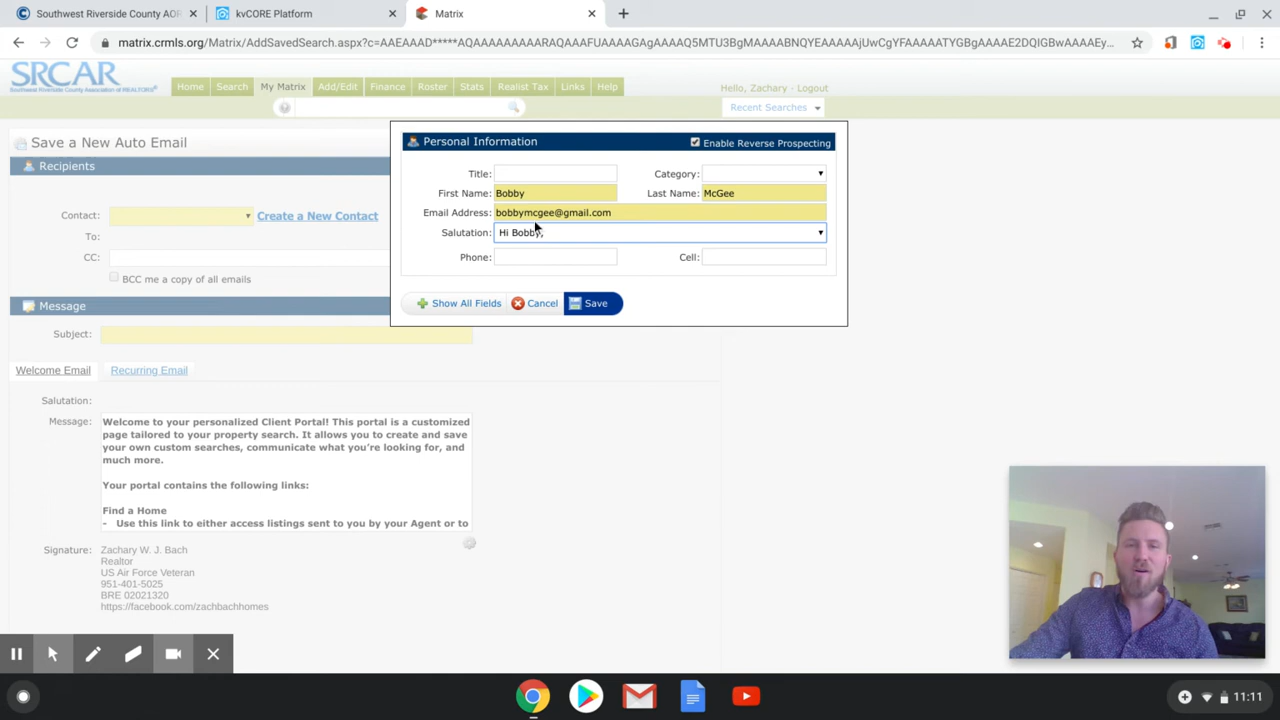 Southwest Riverside County AOR
kvCORE Platform
Matrix
matrix.crmls.org/Matrix/AddSavedSearch.aspx?c=AAEAAAD*****AQAAAAAAAAARAQAAAFUAAAAGAgAAAAQ5MTU3BgMAAAABNQYEAAAAAjUwCgYFAAAAATYGBgAAAAE2DQIGBwAAAAEy...
SRCAR
Southwest Riverside County Association of REALTORS®
Home Search My Matrix Add/Edit Finance Roster Stats Realist Tax Links Help
Hello, Zachary - Logout
Recent Searches
Save a New Auto Email
Recipients
Contact: Create a New Contact
To:
CC:
BCC me a copy of all emails
Message
Subject:
Welcome Email Recurring Email
Salutation:
Message: Welcome to your personalized Client Portal! This portal is a customized
page tailored to your property search. It allows you to create and save
your own custom searches, communicate what you're looking for, and
much more.
Your portal contains the following links:
Find a Home
- Use this link to either access listings sent to you by your Agent or to
Signature: Zachary W. J. Bach
Realtor
US Air Force Veteran
951-401-5025
BRE 02021320
https://facebook.com/zachbachhomes
Personal Information Enable Reverse Prospecting
Title: Category:
First Name: Bobby Last Name: McGee
Email Address: bobbymcgee@gmail.com
Salutation: Hi Bobby,
Phone: Cell:
Show All Fields Cancel Save
11:11